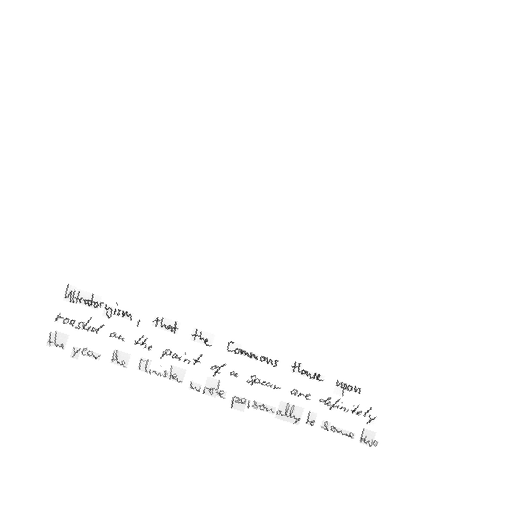 that the Commons House upon
roasted on the point of a spear are definitely
the year the Minister wrote personally to some two